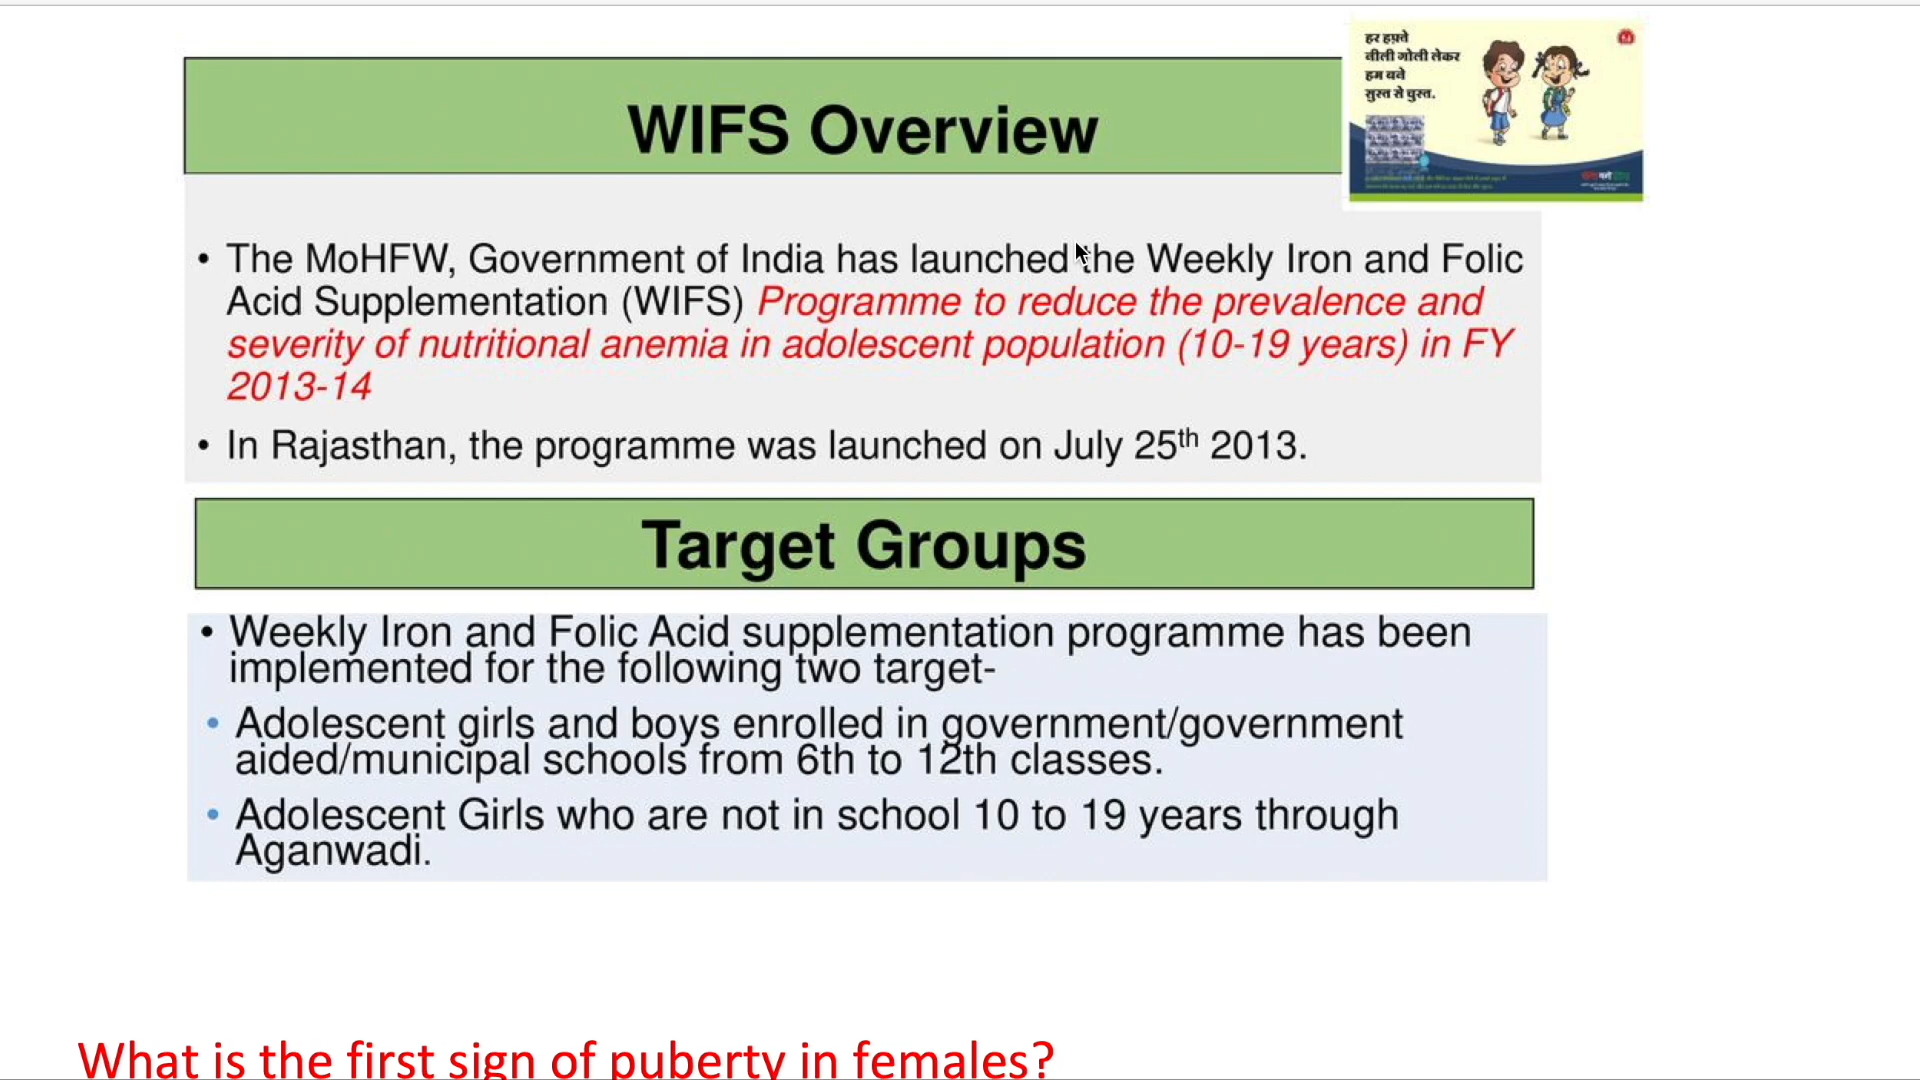 हर हफ़्ते
नीली गोली लेकर
हम बने
सुस्त से चुस्त.
WIFS Overview
• The MoHFW, Government of India has launched the Weekly Iron and Folic
Acid Supplementation (WIFS) Programme to reduce the prevalence and
severity of nutritional anemia in adolescent population (10-19 years) in FY
2013-14
• In Rajasthan, the programme was launched on July 25th 2013.
Target Groups
• Weekly Iron and Folic Acid supplementation programme has been
implemented for the following two target-
• Adolescent girls and boys enrolled in government/government
aided/municipal schools from 6th to 12th classes.
• Adolescent Girls who are not in school 10 to 19 years through
Aganwadi.
What is the first sign of puberty in females?